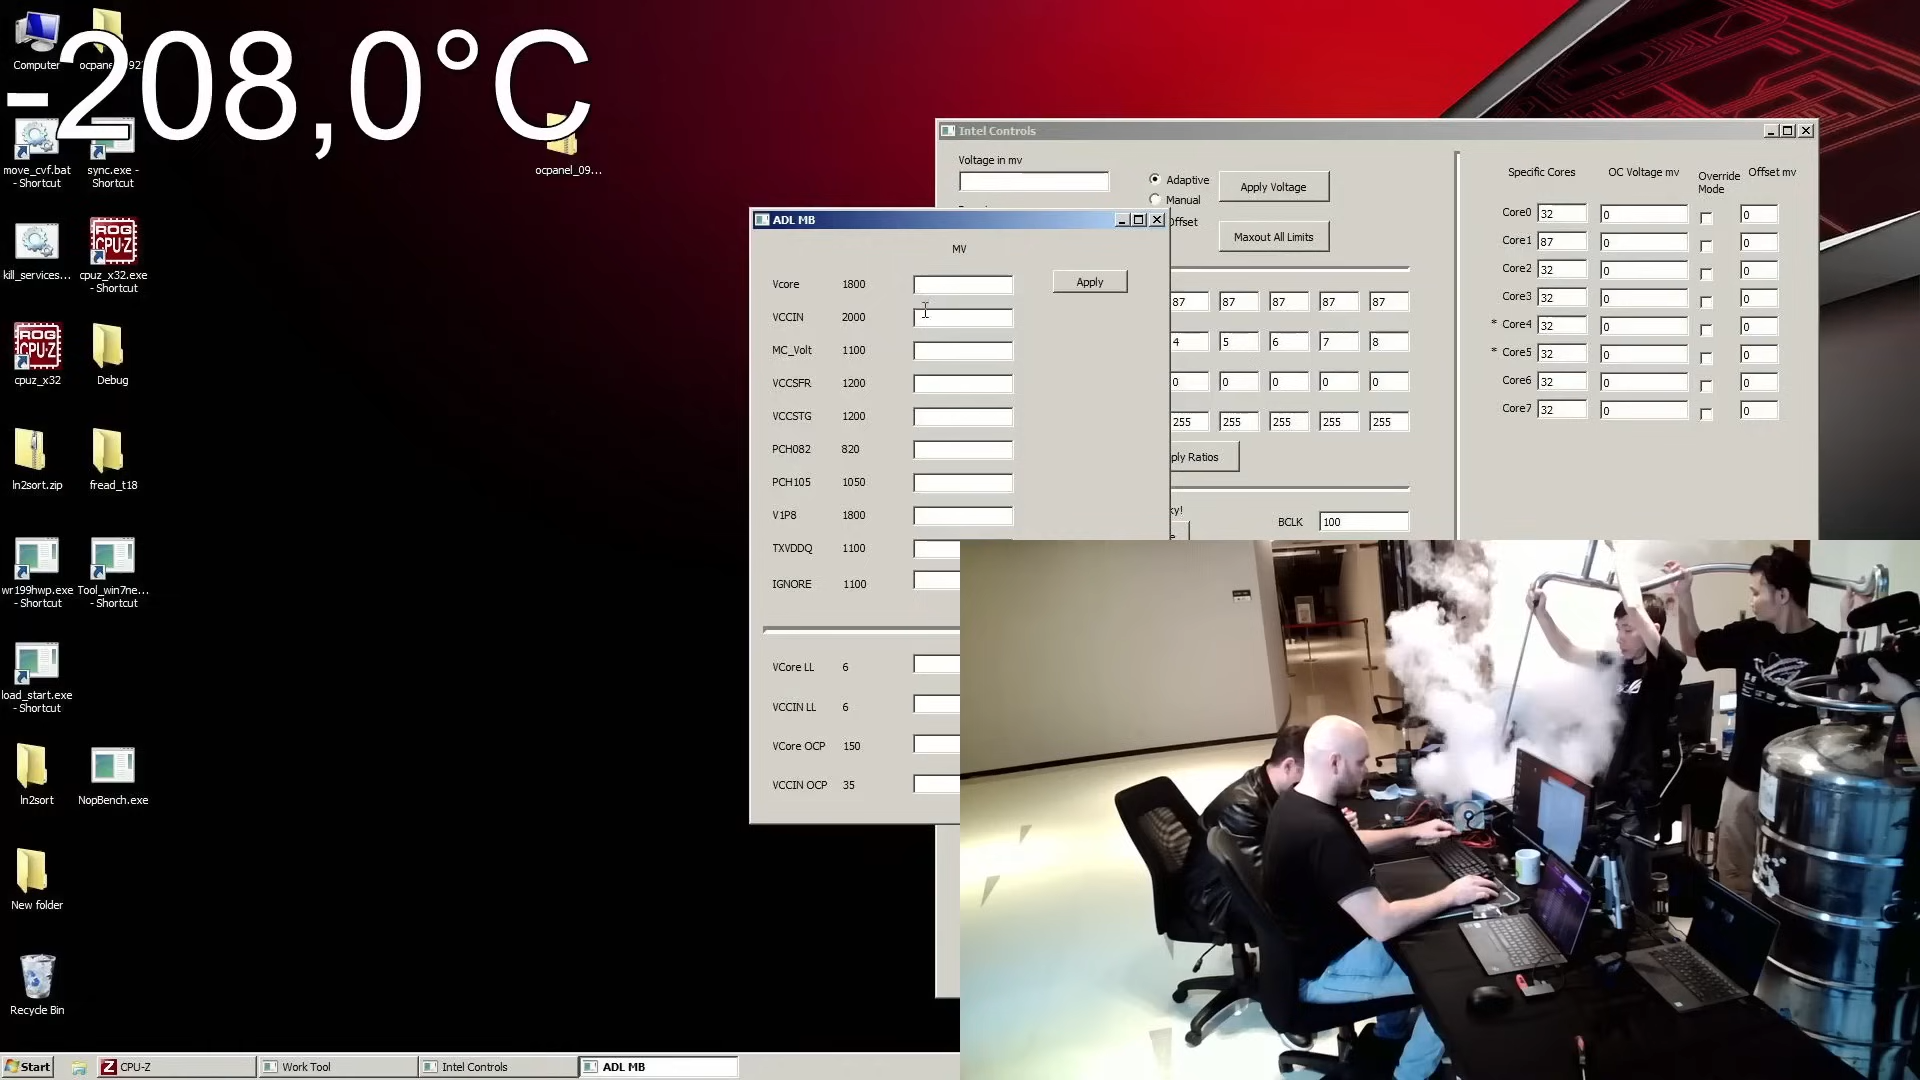 -208,0°C
Computer
ocpan
92
move_cvf.bat
- Shortcut
sync.exe -
Shortcut
ocpanel_09...
kill_services...
ROG
CPU-Z
cpuz_x32.exe
- Shortcut
ROG
CPU-Z
cpuz_x32
Debug
ln2sort.zip
fread_t18
wr199hwp.exe
- Shortcut
Tool_win7ne...
- Shortcut
load_start.exe
- Shortcut
ln2sort
NopBench.exe
New folder
Recycle Bin
Intel Controls
Voltage in mv
Adaptive
Manual
Offset
Apply Voltage
Maxout All Limits
87 87 87 87 87
4 5 6 7 8
0 0 0 0 0
255 255 255 255 255
ply Ratios
ky!
BCLK 100
Specific Cores OC Voltage mv Override Mode Offset mv
Core0 32 0 0
Core1 87 0 0
Core2 32 0 0
Core3 32 0 0
* Core4 32 0 0
* Core5 32 0 0
Core6 32 0 0
Core7 32 0 0
ADL MB
MV
Vcore 1800
Apply
VCCIN 2000
MC_Volt 1100
VCCSFR 1200
VCCSTG 1200
PCH082 820
PCH105 1050
V1P8 1800
TXVDDQ 1100
IGNORE 1100
VCore LL 6
VCCIN LL 6
VCore OCP 150
VCCIN OCP 35
Start
CPU-Z
Work Tool
Intel Controls
ADL MB